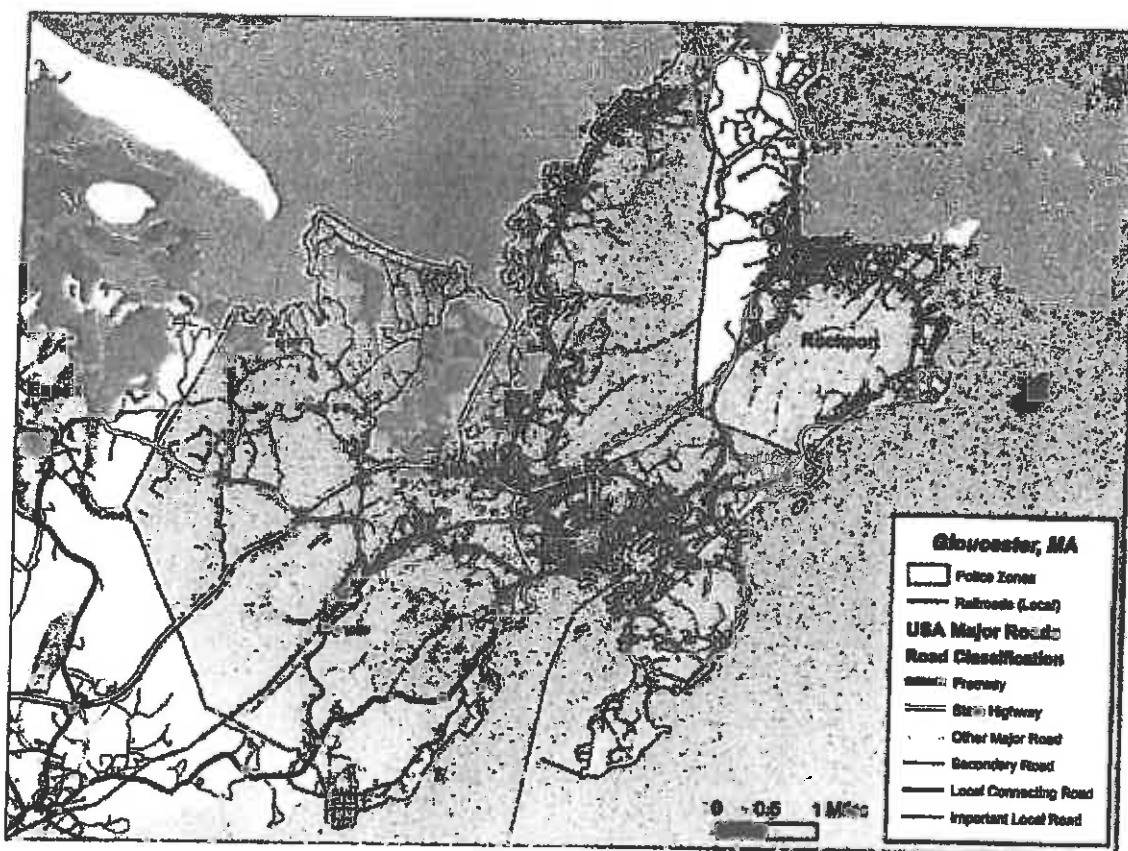 Rockport
Gloucester, MA
Police Zones
Railroads (Local)
USA Major Roads
Road Classification
Freeway
State Highway
Other Major Road
Secondary Road
Local Connecting Road
Important Local Road
0 0.5 1 Miles